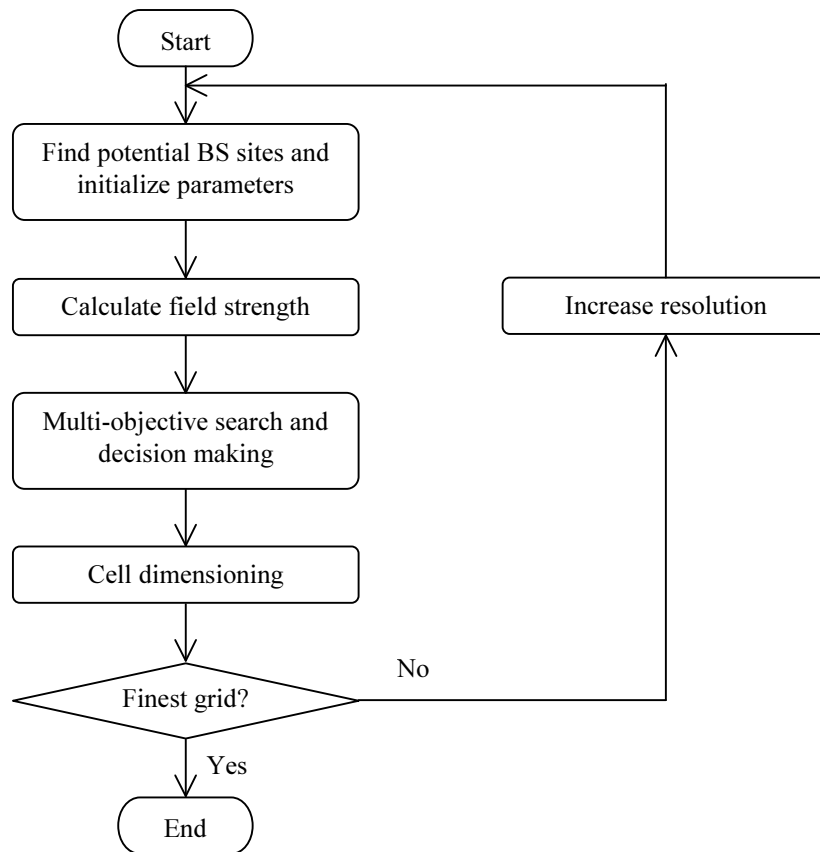 Start
Find potential BS sites and
initialize parameters
Calculate field strength
Increase resolution
Multi-objective search and
decision making
Cell dimensioning
No
Finest grid?
Yes
End